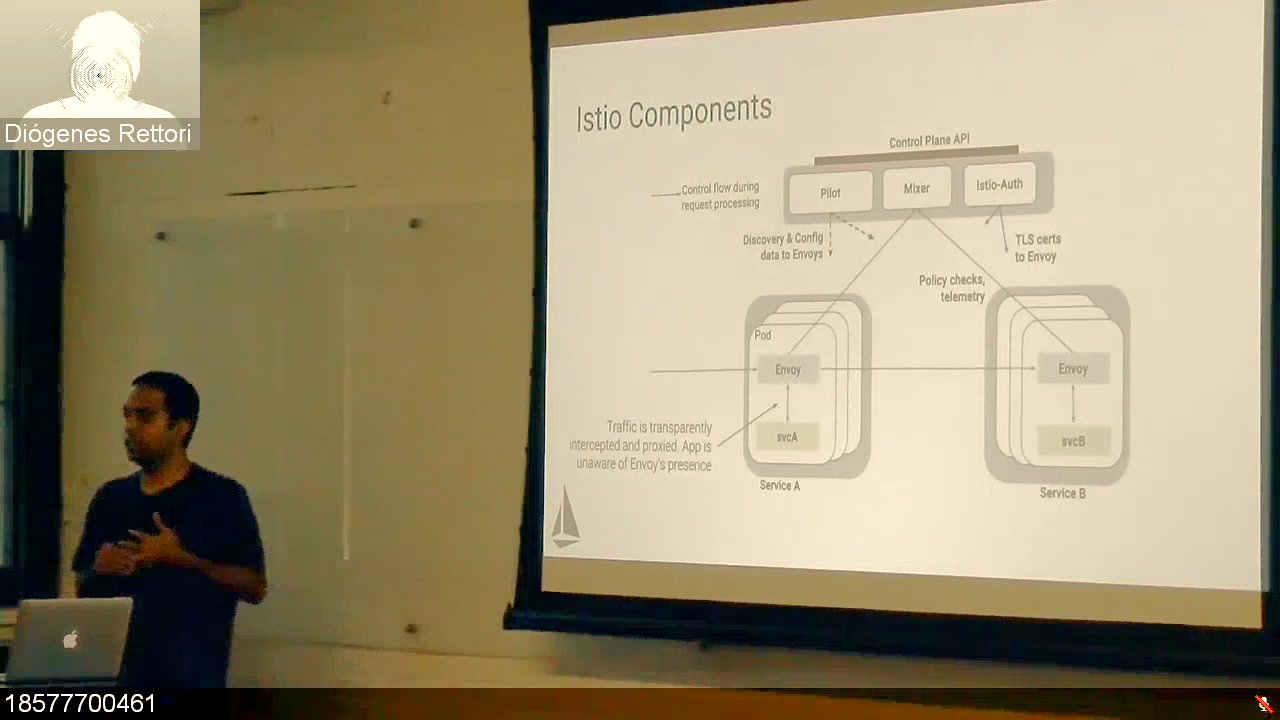 Diógenes Rettori
Istio Components
Control Plane API
Pilot
Mixer
Istio-Auth
Control flow during
request processing
Discovery & Config
data to Envoys
TLS certs
to Envoy
Policy checks,
telemetry
Pod
Envoy
Envoy
Traffic is transparently
intercepted and proxied. App is
unaware of Envoy's presence
svcA
svcB
Service A
Service B
18577700461